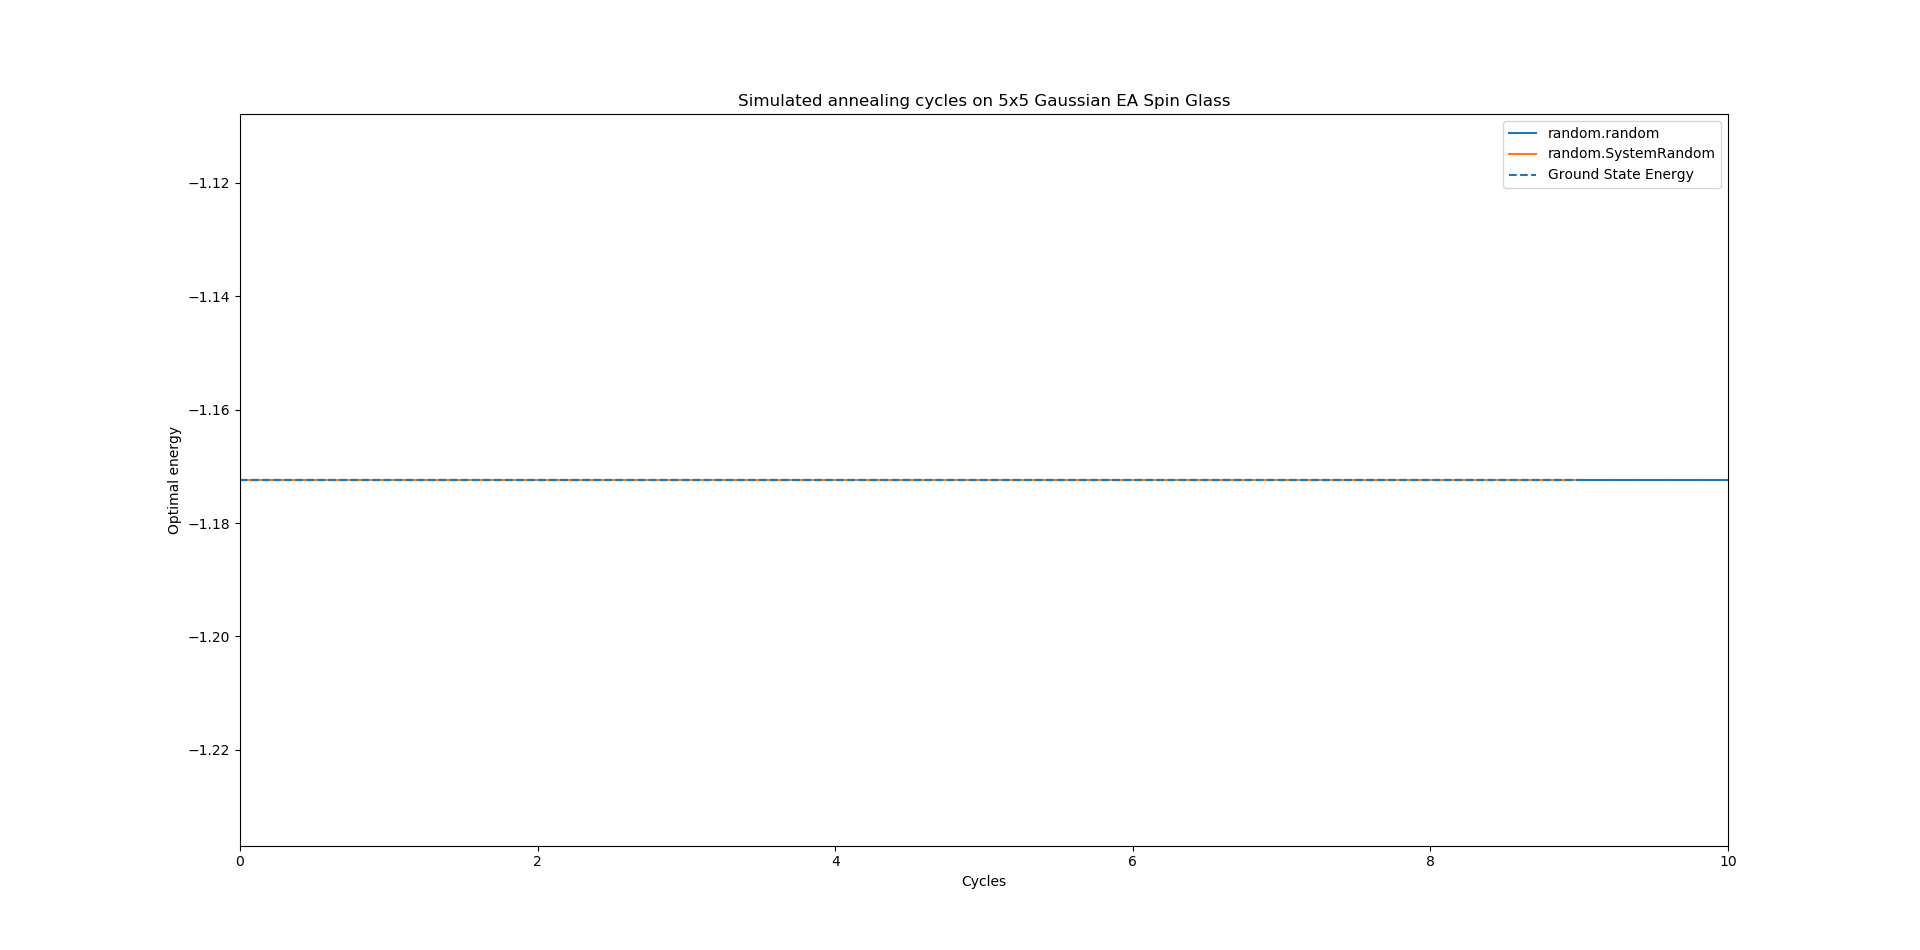 Simulated annealing cycles on 5x5 Gaussian EA Spin Glass
random.random
random.SystemRandom
Ground State Energy
−1.12
−1.14
−1.16
−1.18
−1.20
−1.22
Optimal energy
0 2 4 6 8 10
Cycles